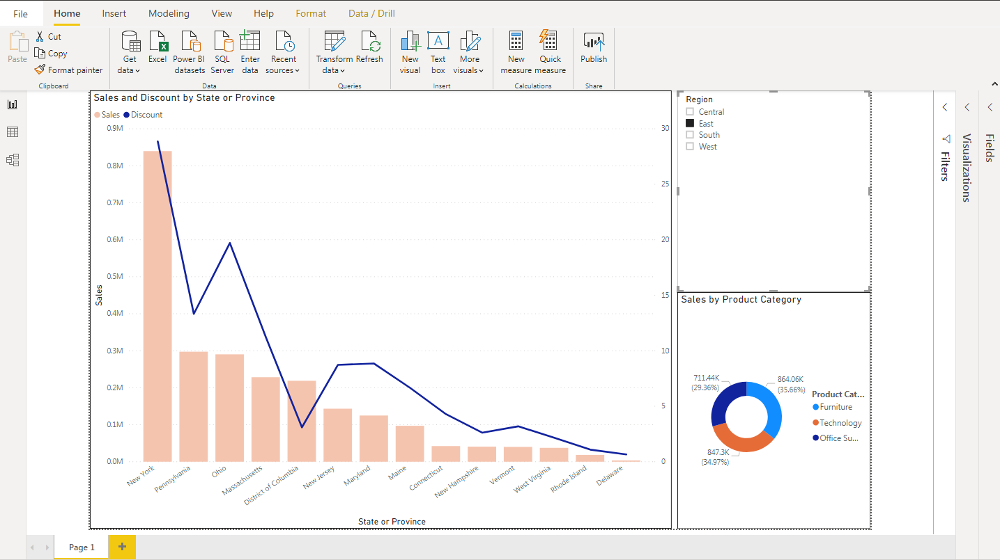 File Home Insert Modeling View Help Format Data / Drill
Paste
Cut
Copy
Format painter
Clipboard
Get data
Excel
Power BI datasets
SQL Server
Enter data
Recent sources
Data
Transform data
Refresh
Queries
New visual
A
Text box
More visuals
Insert
New measure
Quick measure
Calculations
Publish
Share
Sales and Discount by State or Province
Sales Discount
0.9M
0.8M
0.7M
0.6M
0.5M
0.4M
0.3M
0.2M
0.1M
0.0M
Sales
30
25
20
15
10
5
0
New York
Pennsylvania
Ohio
Massachusetts
District of Columbia
New Jersey
Maryland
Maine
Connecticut
New Hampshire
Vermont
West Virginia
Rhode Island
Delaware
State or Province
Region
Central
East
South
West
Sales by Product Category
711.44K
(29.36%)
864.06K
(35.66%)
847.3K
(34.97%)
Product Cat...
Furniture
Technology
Office Su...
Filters
Visualizations
Fields
Page 1